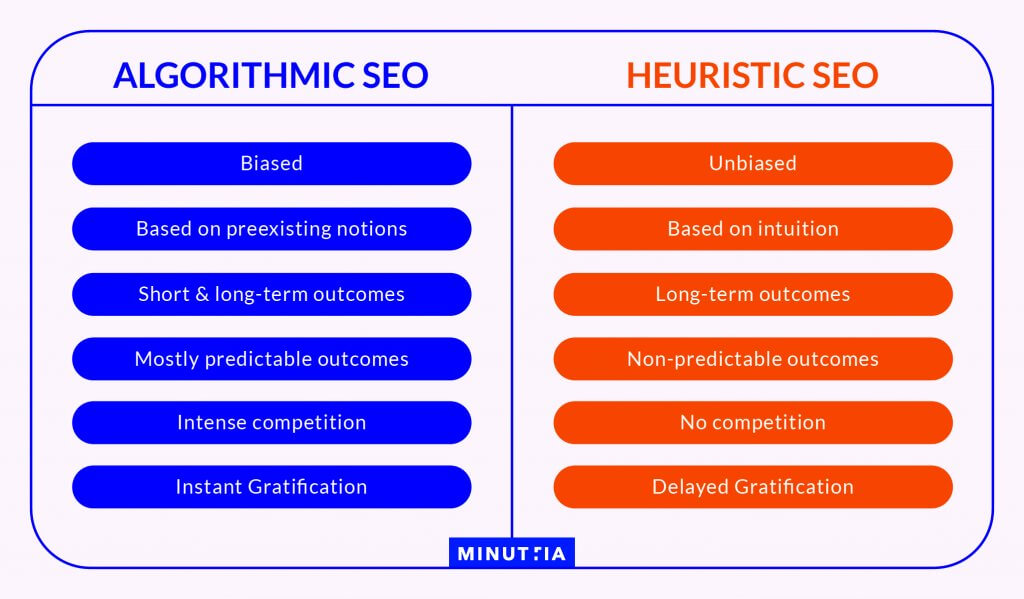 ALGORITHMIC SEO
HEURISTIC SEO
Biased
Unbiased
Based on preexisting notions
Based on intuition
Short & long-term outcomes
Long-term outcomes
Mostly predictable outcomes
Non-predictable outcomes
Intense competition
No competition
Instant Gratification
Delayed Gratification
MINUTTIA